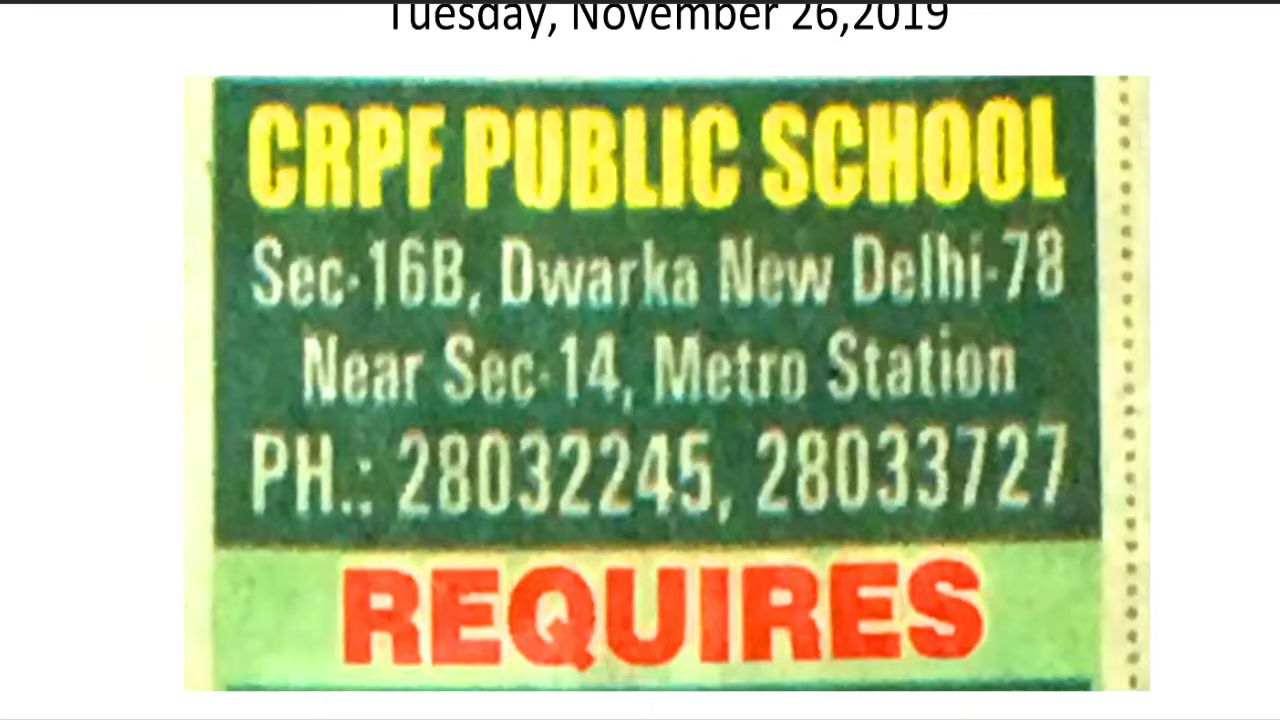 Tuesday, November 26,2019
CRPF PUBLIC SCHOOL
Sec-16B, Dwarka New Delhi-78
Near Sec-14, Metro Station
PH.: 28032245, 28033727
REQUIRES